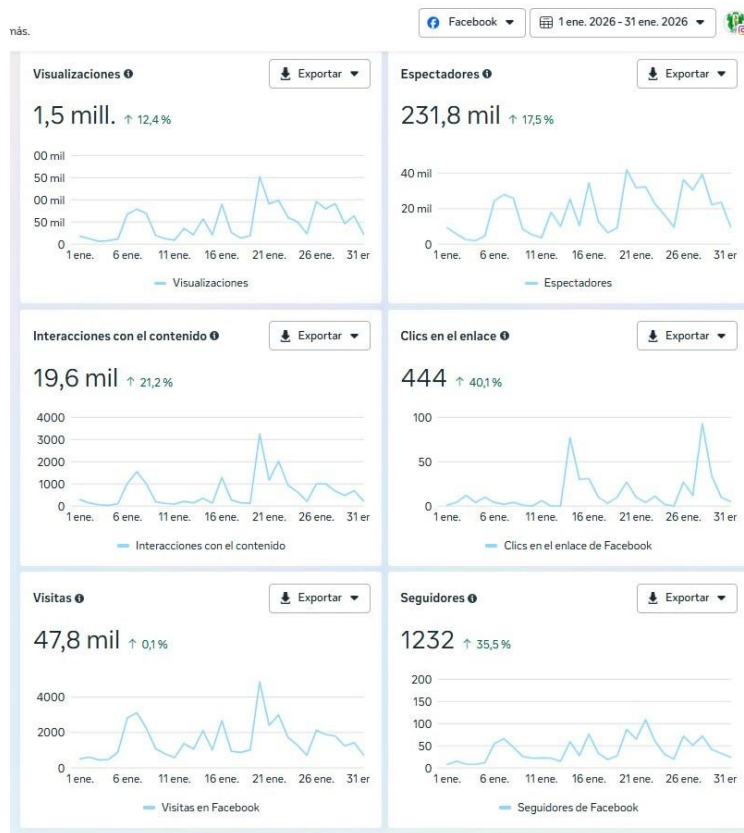 más.
Facebook
1 ene. 2026 - 31 ene. 2026
Visualizaciones
Exportar
1,5 mill. ↑ 12,4 %
00 mil
50 mil
00 mil
50 mil
0
1 ene. 6 ene. 11 ene. 16 ene. 21 ene. 26 ene. 31 er
Visualizaciones
Espectadores
Exportar
231,8 mil ↑ 17,5 %
40 mil
20 mil
0
1 ene. 6 ene. 11 ene. 16 ene. 21 ene. 26 ene. 31 er
Espectadores
Interacciones con el contenido
Exportar
19,6 mil ↑ 21,2 %
4000
3000
2000
1000
0
1 ene. 6 ene. 11 ene. 16 ene. 21 ene. 26 ene. 31 er
Interacciones con el contenido
Clics en el enlace
Exportar
444 ↑ 40,1 %
100
50
0
1 ene. 6 ene. 11 ene. 16 ene. 21 ene. 26 ene. 31 er
Clics en el enlace de Facebook
Visitas
Exportar
47,8 mil ↑ 0,1 %
4000
2000
0
1 ene. 6 ene. 11 ene. 16 ene. 21 ene. 26 ene. 31 er
Visitas en Facebook
Seguidores
Exportar
1232 ↑ 35,5 %
200
150
100
50
0
1 ene. 6 ene. 11 ene. 16 ene. 21 ene. 26 ene. 31 er
Seguidores de Facebook